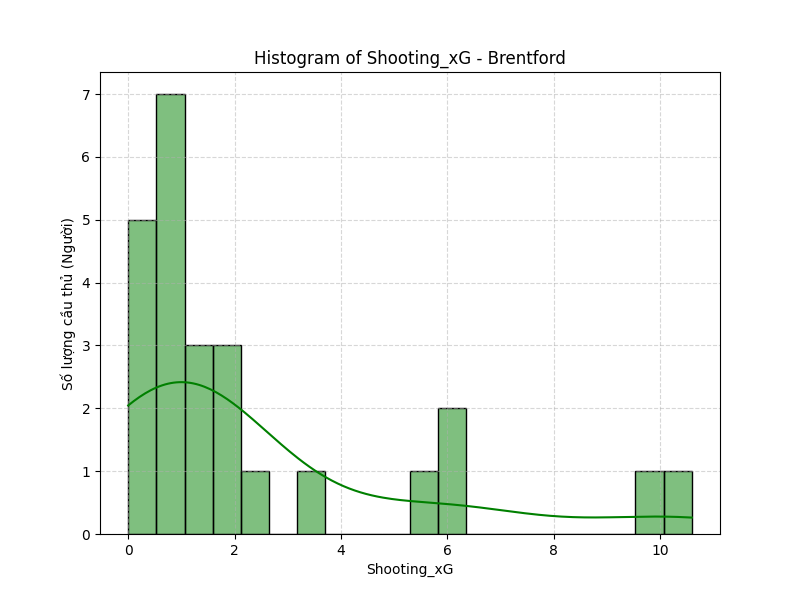 Histogram of Shooting_xG - Brentford
Số lượng cầu thủ (Người)
7
6
5
4
3
2
1
0
0 2 4 6 8 10
Shooting_xG